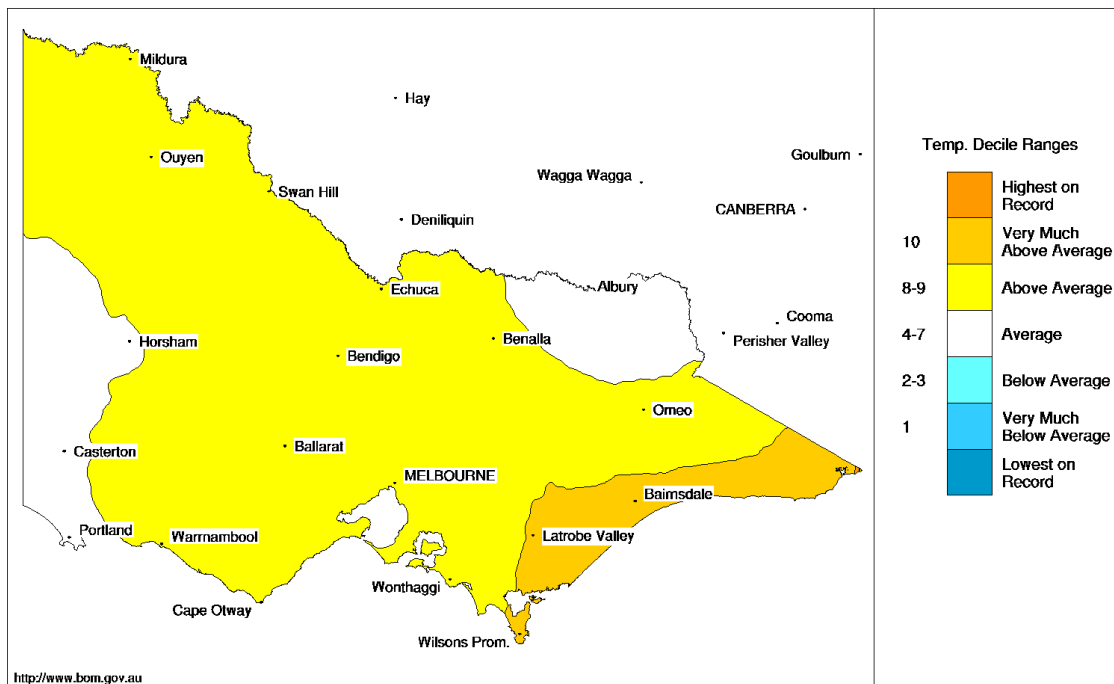 Mildura
Hay
Ouyen
Goulburn
Wagga Wagga
Swan Hill
CANBERRA
Deniliquin
Echuca
Albury
Cooma
Horsham
Benalla
Perisher Valley
Bendigo
Omeo
Casterton
Ballarat
MELBOURNE
Bairnsdale
Portland
Warrnambool
Latrobe Valley
Wonthaggi
Cape Otway
Wilsons Prom.
http://www.bom.gov.au
Temp. Decile Ranges
Highest on
Record
10 Very Much
Above Average
8-9 Above Average
4-7 Average
2-3 Below Average
1 Very Much
Below Average
Lowest on
Record